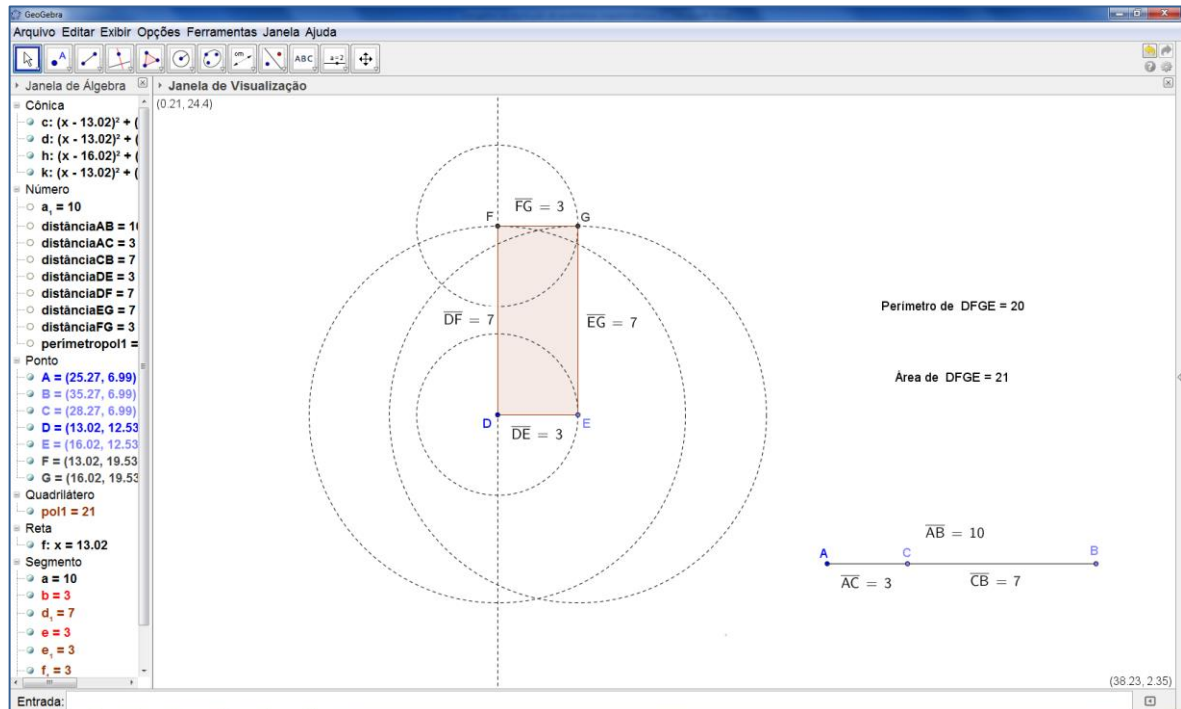 GeoGebra
Arquivo Editar Exibir Opções Ferramentas Janela Ajuda
A
cm
ABC
a=2
Janela de Álgebra
Janela de Visualização
Cônica
c: (x - 13.02)² + (
d: (x - 13.02)² + (
h: (x - 16.02)² + (
k: (x - 13.02)² + (
Número
a₁ = 10
distânciaAB = 10
distânciaAC = 3
distânciaCB = 7
distânciaDE = 3
distânciaDF = 7
distânciaEG = 7
distânciaFG = 3
perímetropol1 =
Ponto
A = (25.27, 6.99)
B = (35.27, 6.99)
C = (28.27, 6.99)
D = (13.02, 12.53
E = (16.02, 12.53
F = (13.02, 19.53
G = (16.02, 19.53
Quadrilátero
pol1 = 21
Reta
f: x = 13.02
Segmento
a = 10
b = 3
d₁ = 7
e = 3
e₁ = 3
f₁ = 3
(0.21, 24.4)
FG = 3
F
G
DF = 7
EG = 7
D
E
DE = 3
Perímetro de DFGE = 20
Área de DFGE = 21
AB = 10
A
C
B
AC = 3
CB = 7
(38.23, 2.35)
Entrada: